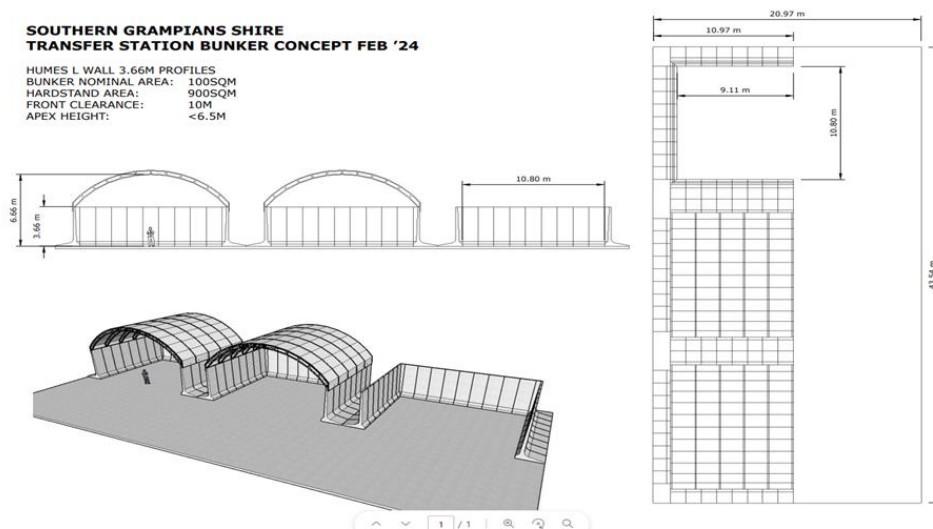 SOUTHERN GRAMPIANS SHIRE
TRANSFER STATION BUNKER CONCEPT FEB '24
HUMES L WALL 3.66M PROFILES
BUNKER NOMINAL AREA: 100SQM
HARDSTAND AREA: 900SQM
FRONT CLEARANCE: 10M
APEX HEIGHT: <6.5M
20.97 m
10.97 m
9.11 m
10.80 m
10.80 m
6.66 m
3.66 m
1 / 1